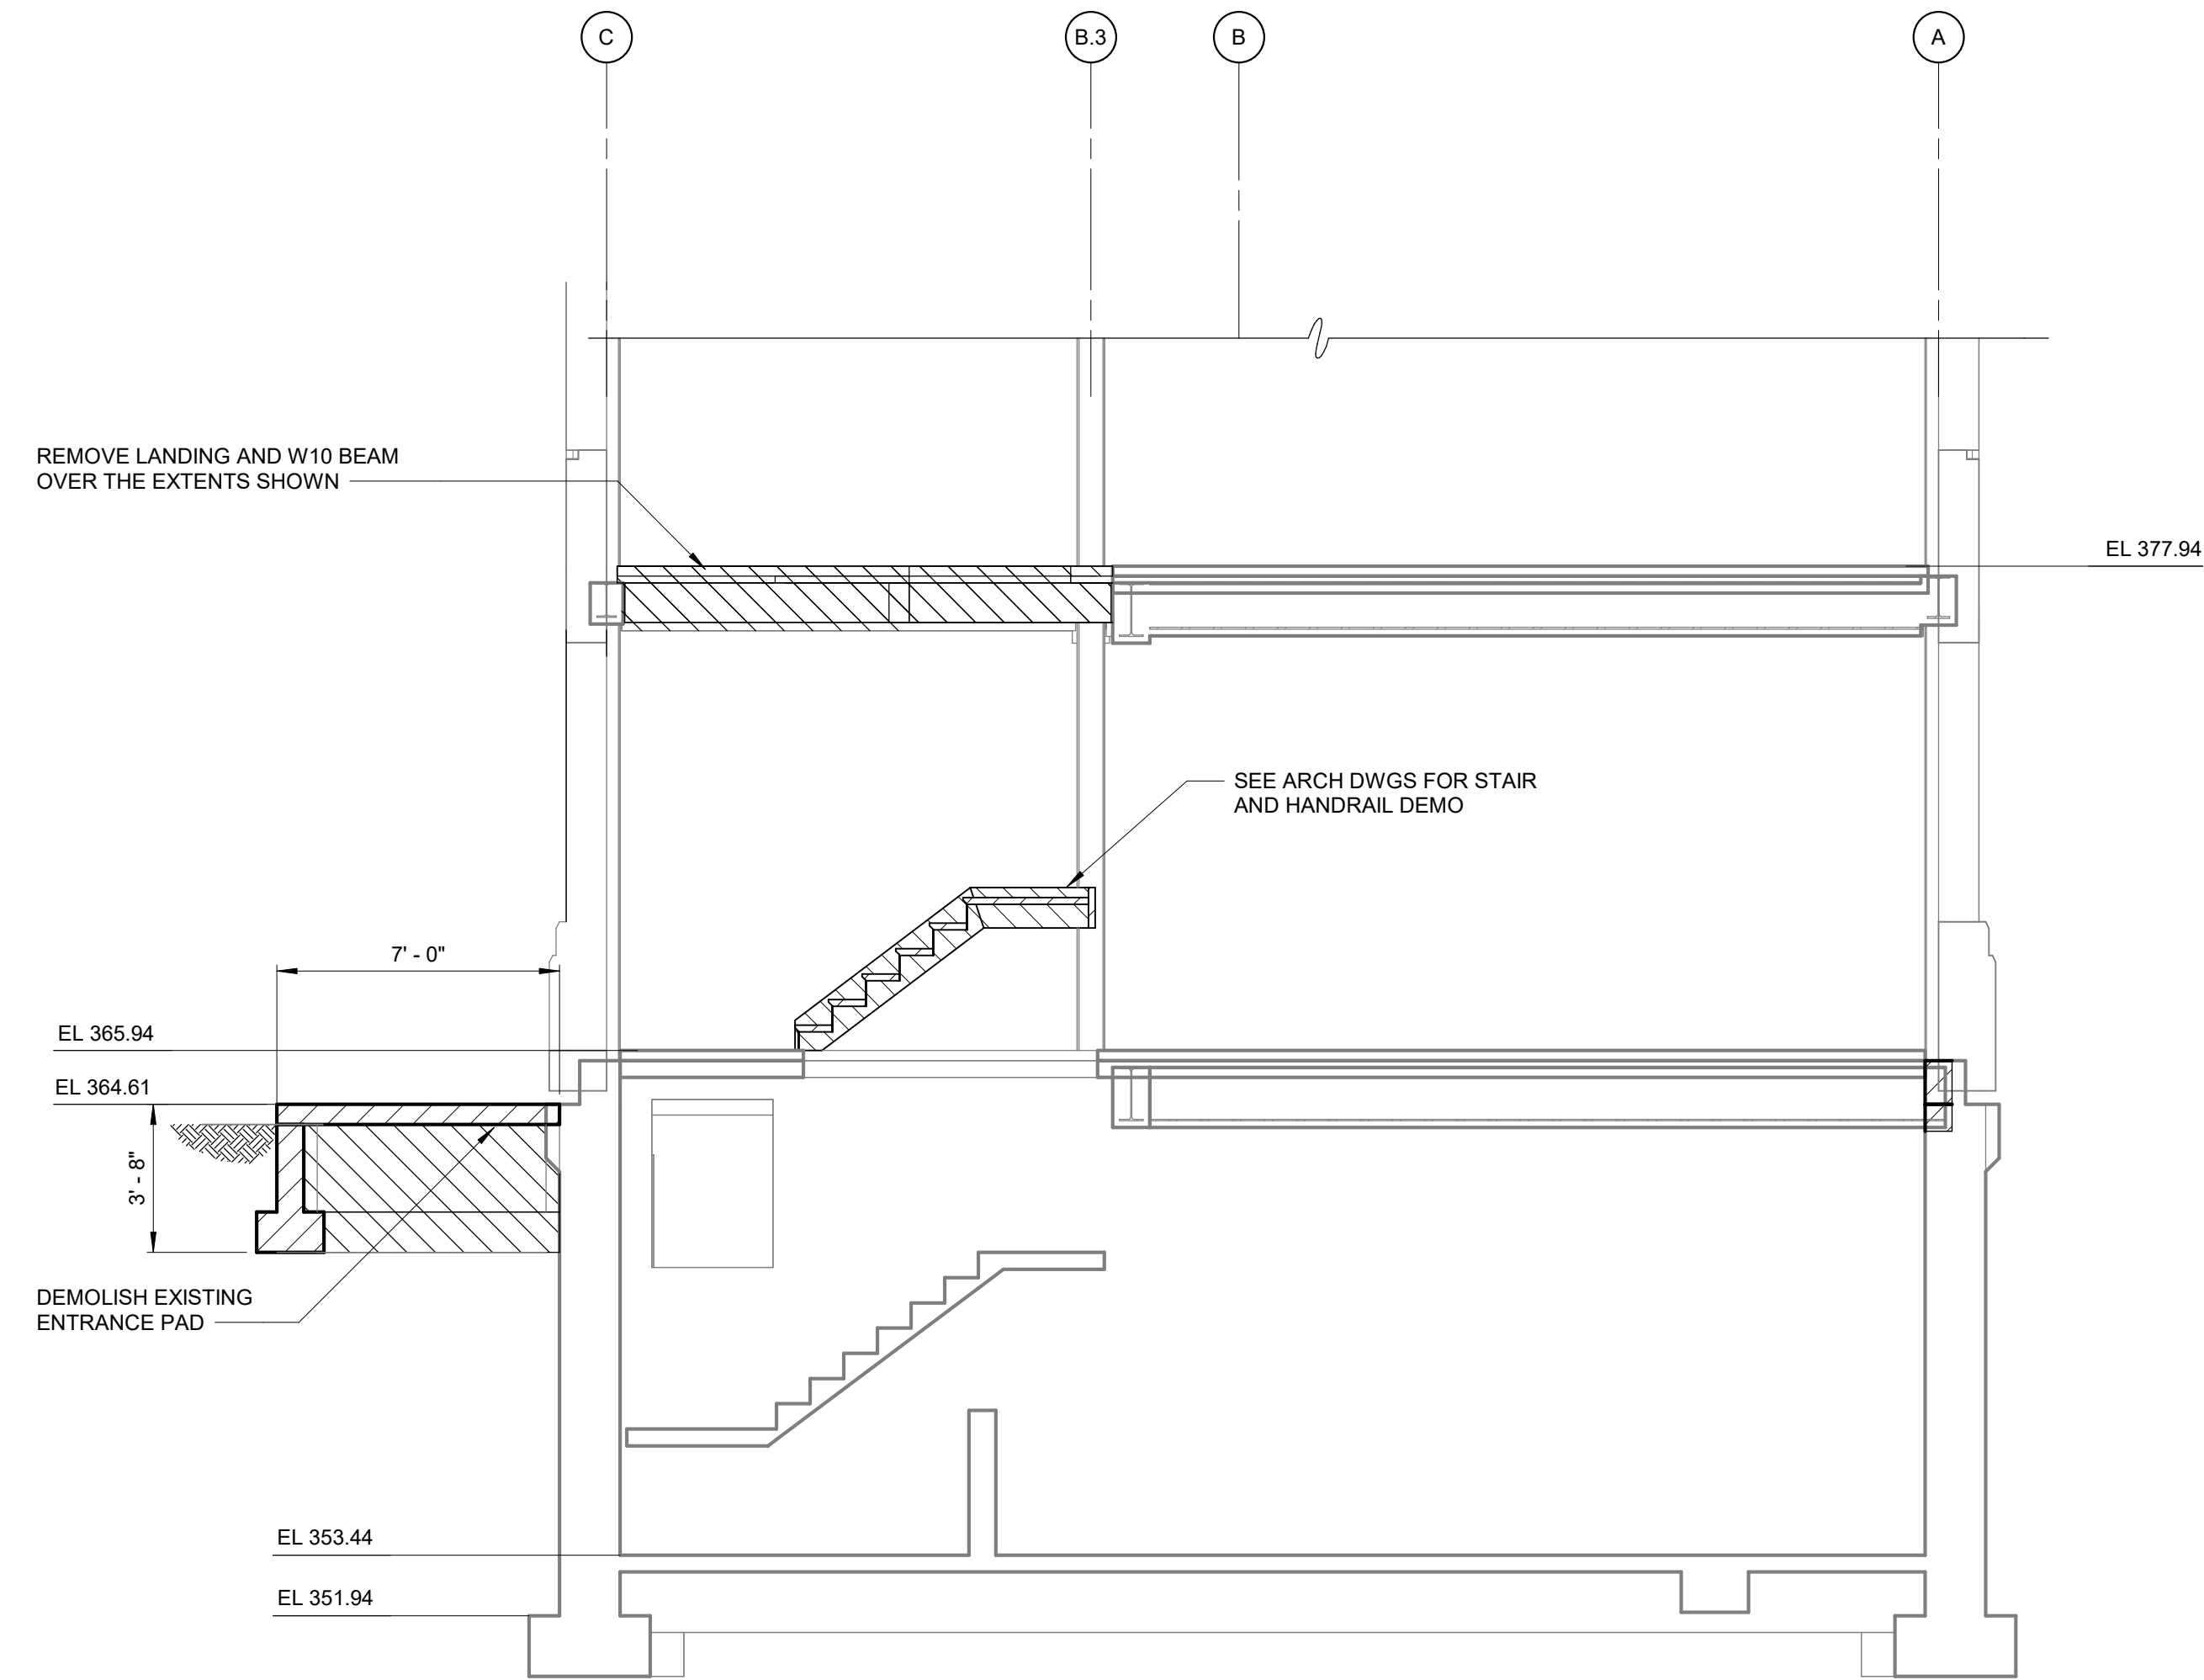 C
B.3
B
A
REMOVE LANDING AND W10 BEAM
OVER THE EXTENTS SHOWN
EL 377.94
SEE ARCH DWGS FOR STAIR
AND HANDRAIL DEMO
7' - 0"
EL 365.94
EL 364.61
3' - 8"
DEMOLISH EXISTING
ENTRANCE PAD
EL 353.44
EL 351.94